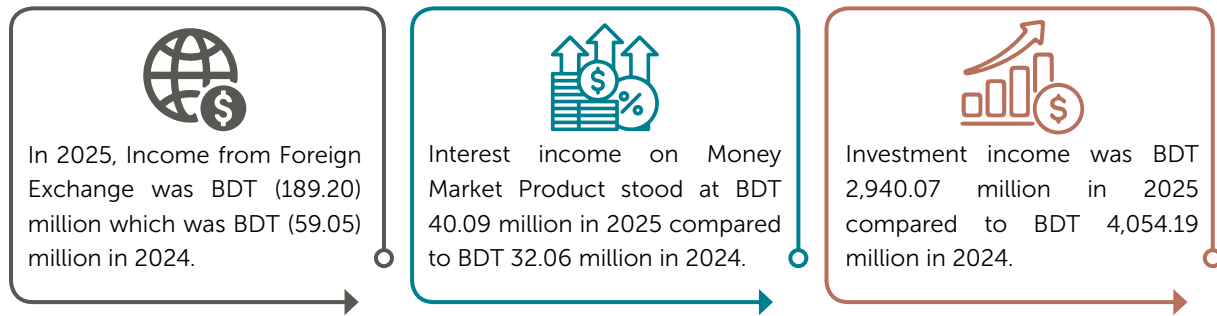 In 2025, Income from Foreign
Exchange was BDT (189.20)
million which was BDT (59.05)
million in 2024.
Interest income on Money
Market Product stood at BDT
40.09 million in 2025 compared
to BDT 32.06 million in 2024.
Investment income was BDT
2,940.07 million in 2025
compared to BDT 4,054.19
million in 2024.